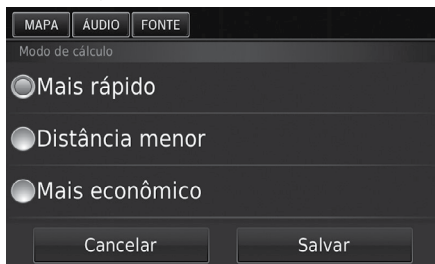 MAPA ÁUDIO FONTE
Modo de cálculo
Mais rápido
Distância menor
Mais econômico
Cancelar Salvar